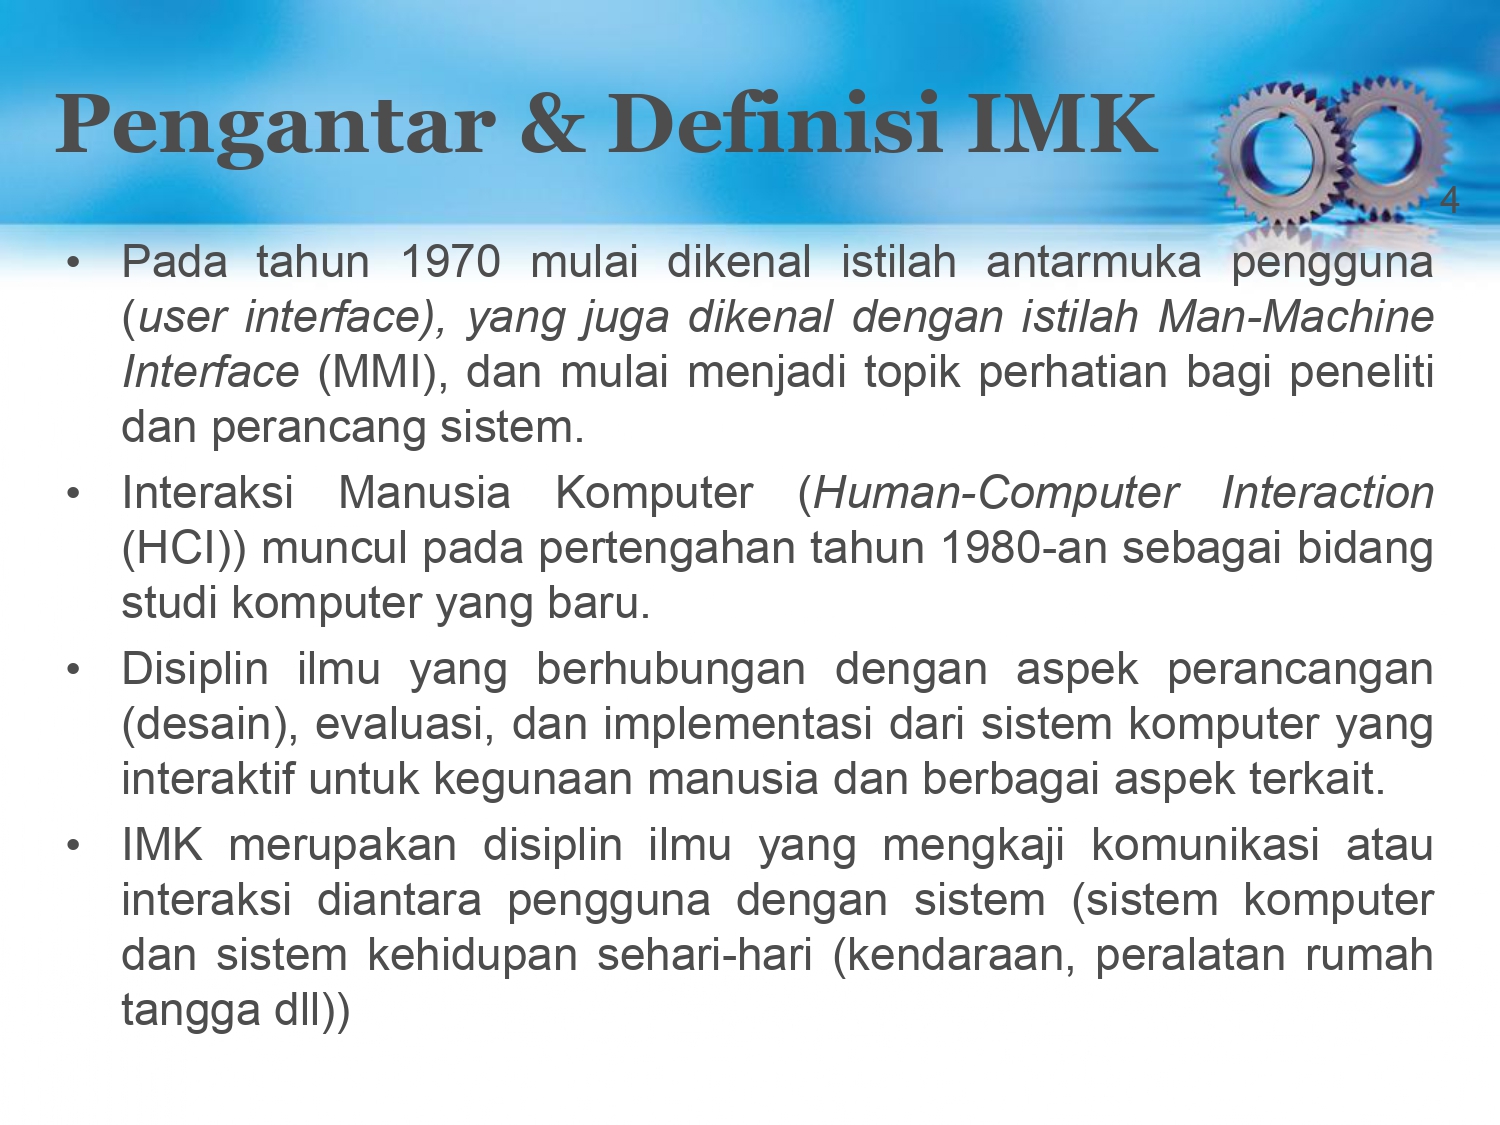 Pengantar & Definisi IMK
4
• Pada tahun 1970 mulai dikenal istilah antarmuka pengguna
(user interface), yang juga dikenal dengan istilah Man-Machine
Interface (MMI), dan mulai menjadi topik perhatian bagi peneliti
dan perancang sistem.
• Interaksi Manusia Komputer (Human-Computer Interaction
(HCI)) muncul pada pertengahan tahun 1980-an sebagai bidang
studi komputer yang baru.
• Disiplin ilmu yang berhubungan dengan aspek perancangan
(desain), evaluasi, dan implementasi dari sistem komputer yang
interaktif untuk kegunaan manusia dan berbagai aspek terkait.
• IMK merupakan disiplin ilmu yang mengkaji komunikasi atau
interaksi diantara pengguna dengan sistem (sistem komputer
dan sistem kehidupan sehari-hari (kendaraan, peralatan rumah
tangga dll))